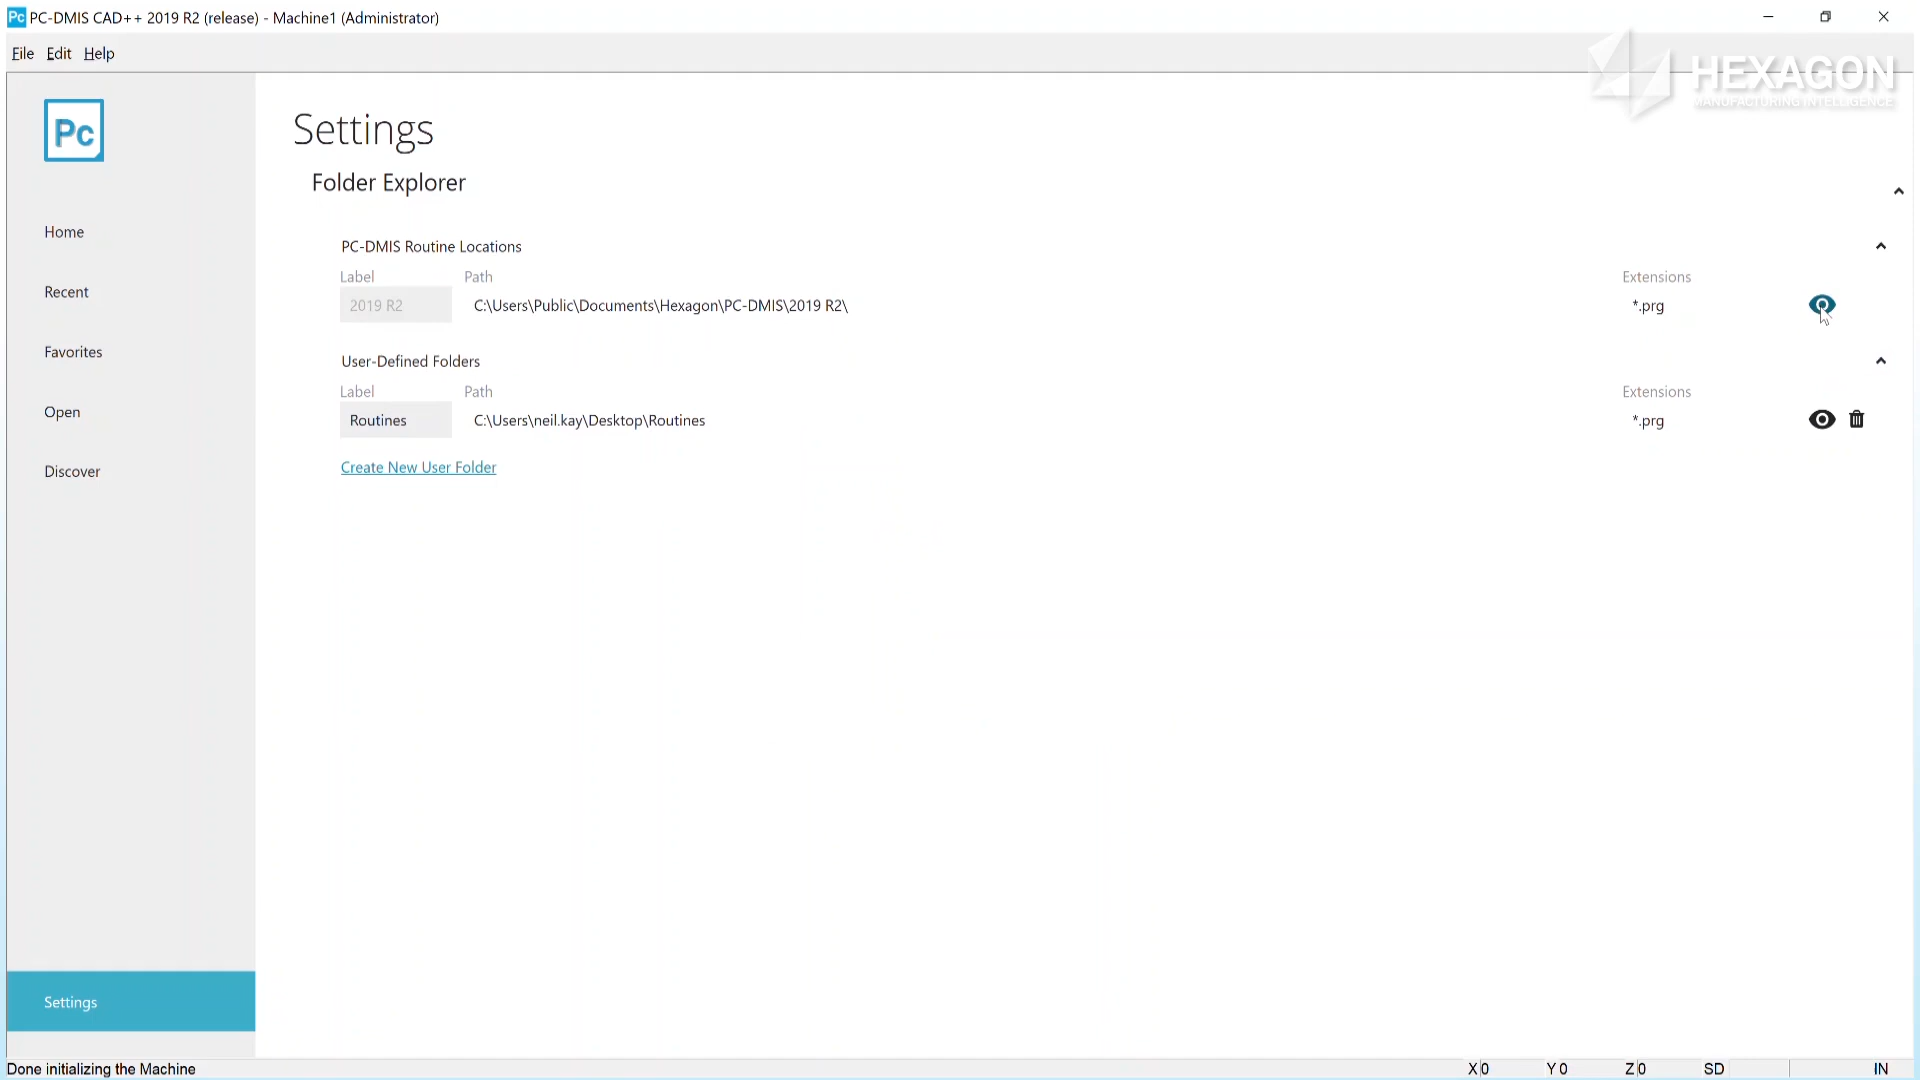 Pc PC-DMIS CAD++ 2019 R2 (release) - Machine1 (Administrator)
File Edit Help
HEXAGON
MANUFACTURING INTELLIGENCE
Pc
Home
Recent
Favorites
Open
Discover
Settings
Settings
Folder Explorer
PC-DMIS Routine Locations
Label Path Extensions
2019 R2 C:\Users\Public\Documents\Hexagon\PC-DMIS\2019 R2\ *.prg
User-Defined Folders
Label Path Extensions
Routines C:\Users\neil.kay\Desktop\Routines *.prg
Create New User Folder
Done initializing the Machine X 0 Y 0 Z 0 SD IN